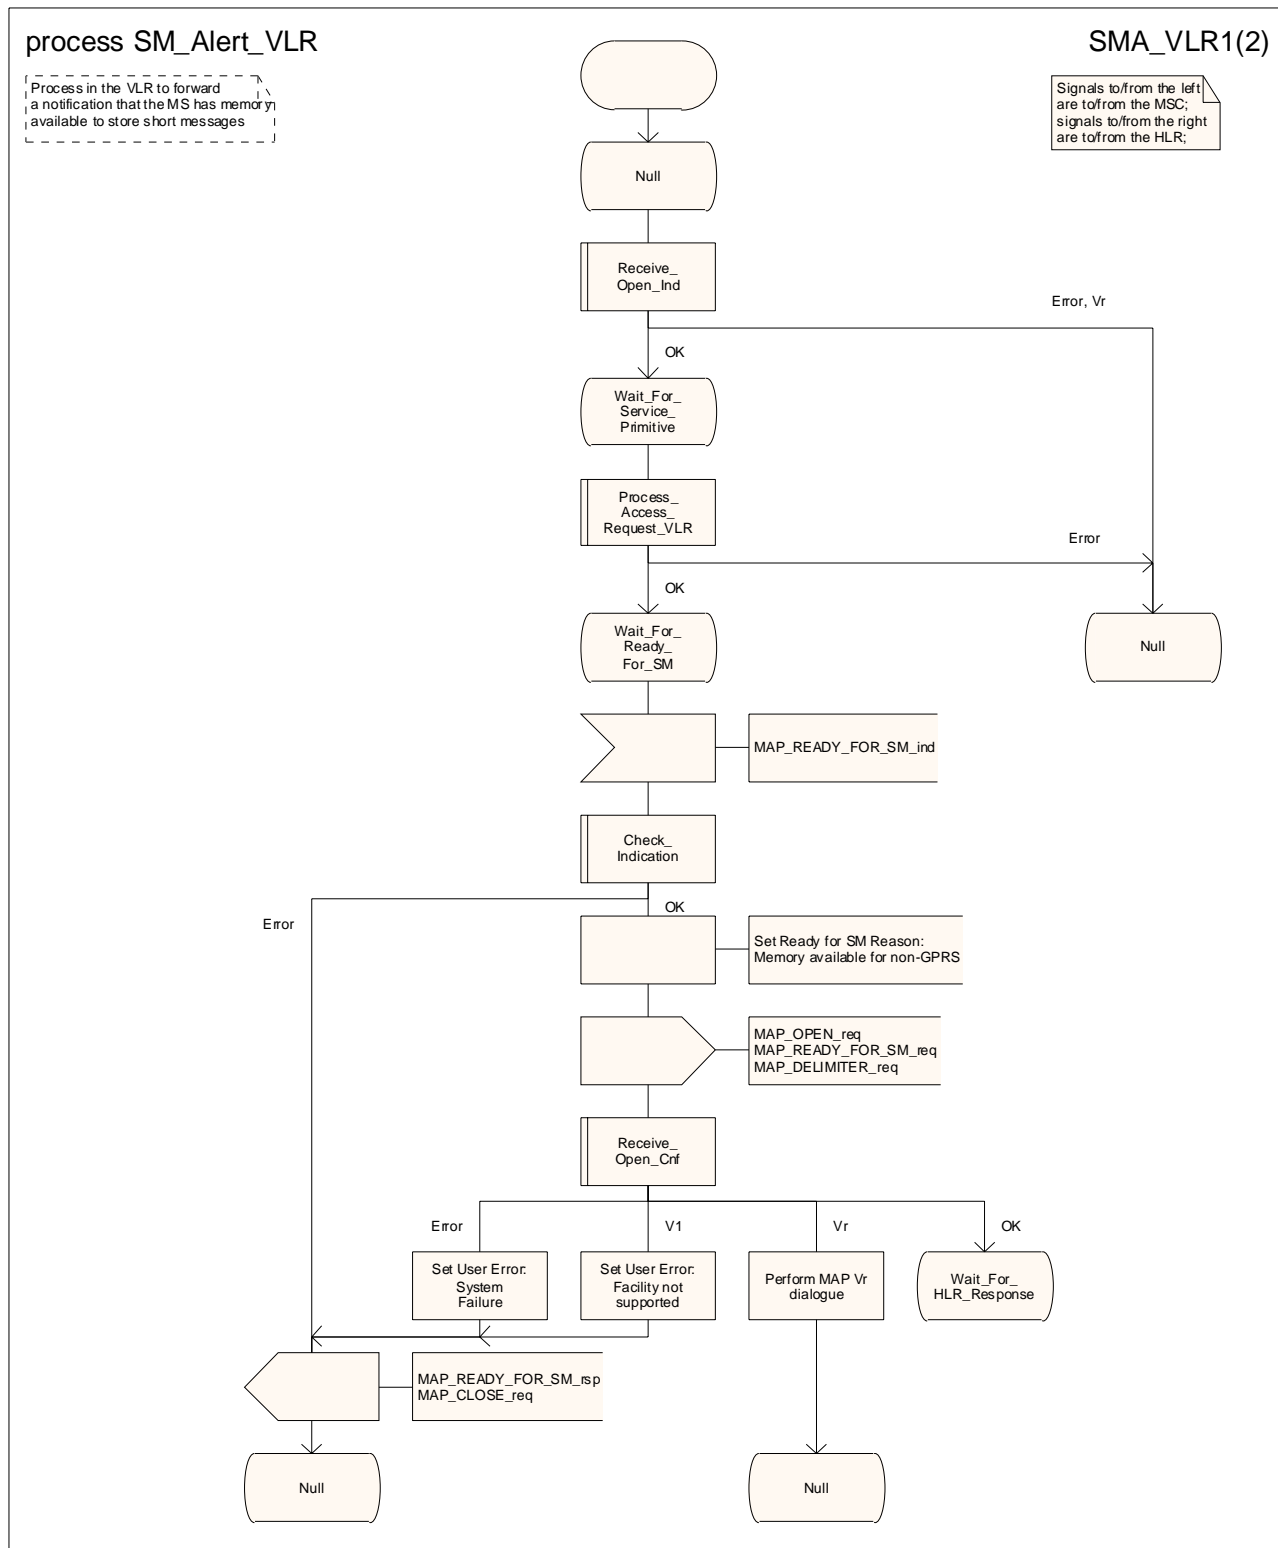 process SM_Alert_VLR
SMA_VLR1(2)
Process in the VLR to forward
a notification that the MS has memory
available to store short messages
Signals to/from the left
are to/from the MSC;
signals to/from the right
are to/from the HLR;
Null
Receive_
Open_Ind
Error, Vr
OK
Wait_For_
Service_
Primitive
Process_
Access_
Request_VLR
Error
OK
Wait_For_
Ready_
For_SM
Null
MAP_READY_FOR_SM_ind
Check_
Indication
Error
OK
Set Ready for SM Reason:
Memory available for non-GPRS
MAP_OPEN_req
MAP_READY_FOR_SM_req
MAP_DELIMITER_req
Receive_
Open_Cnf
Error
V1
Vr
OK
Set User Error:
System
Failure
Set User Error:
Facility not
supported
Perform MAP Vr
dialogue
Wait_For_
HLR_Response
MAP_READY_FOR_SM_rsp
MAP_CLOSE_req
Null
Null